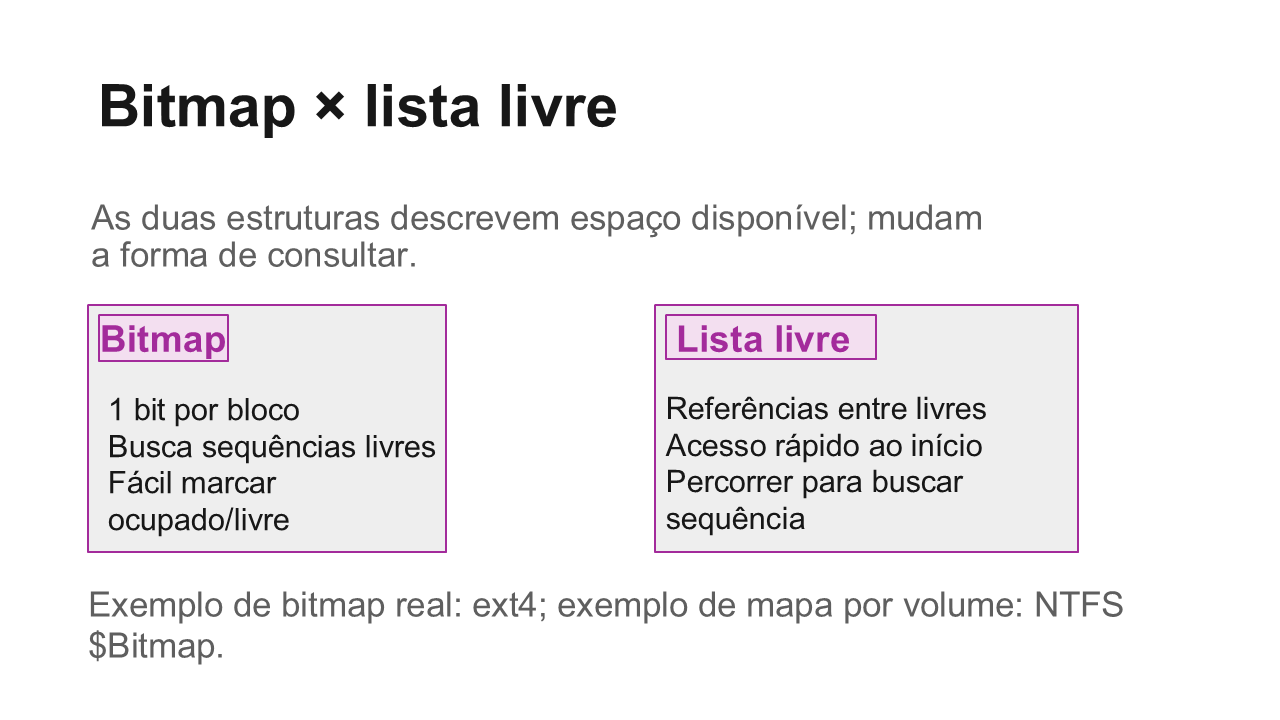 Bitmap × lista livre
As duas estruturas descrevem espaço disponível; mudam
a forma de consultar.
Bitmap
1 bit por bloco
Busca sequências livres
Fácil marcar
ocupado/livre
Lista livre
Referências entre livres
Acesso rápido ao início
Percorrer para buscar
sequência
Exemplo de bitmap real: ext4; exemplo de mapa por volume: NTFS
$Bitmap.